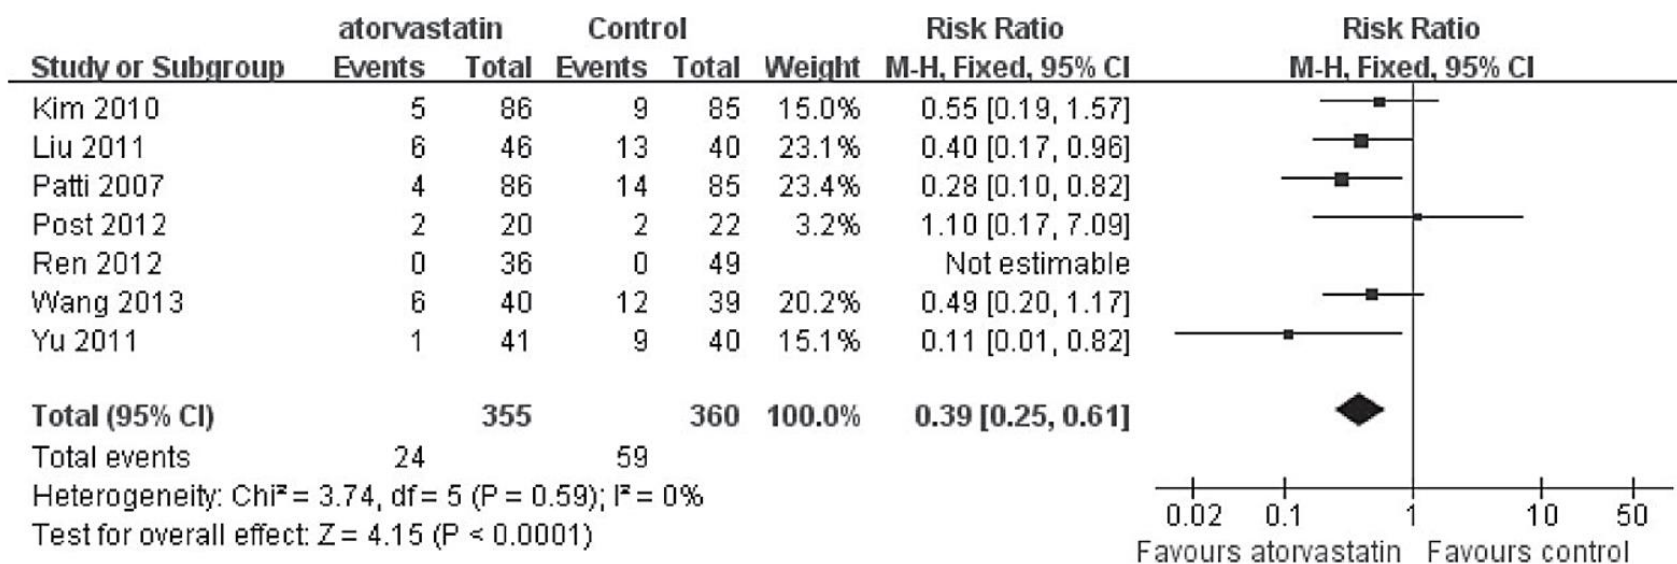 atorvastatin Control Risk Ratio Risk Ratio
Study or Subgroup Events Total Events Total Weight M-H, Fixed, 95% CI M-H, Fixed, 95% CI
Kim 2010 5 86 9 85 15.0% 0.55 [0.19, 1.57]
Liu 2011 6 46 13 40 23.1% 0.40 [0.17, 0.96]
Patti 2007 4 86 14 85 23.4% 0.28 [0.10, 0.82]
Post 2012 2 20 2 22 3.2% 1.10 [0.17, 7.09]
Ren 2012 0 36 0 49 Not estimable
Wang 2013 6 40 12 39 20.2% 0.49 [0.20, 1.17]
Yu 2011 1 41 9 40 15.1% 0.11 [0.01, 0.82]
Total (95% CI) 355 360 100.0% 0.39 [0.25, 0.61]
Total events 24 59
Heterogeneity: Chi² = 3.74, df = 5 (P = 0.59); I² = 0%
Test for overall effect: Z = 4.15 (P < 0.0001)
0.02 0.1 1 10 50
Favours atorvastatin Favours control